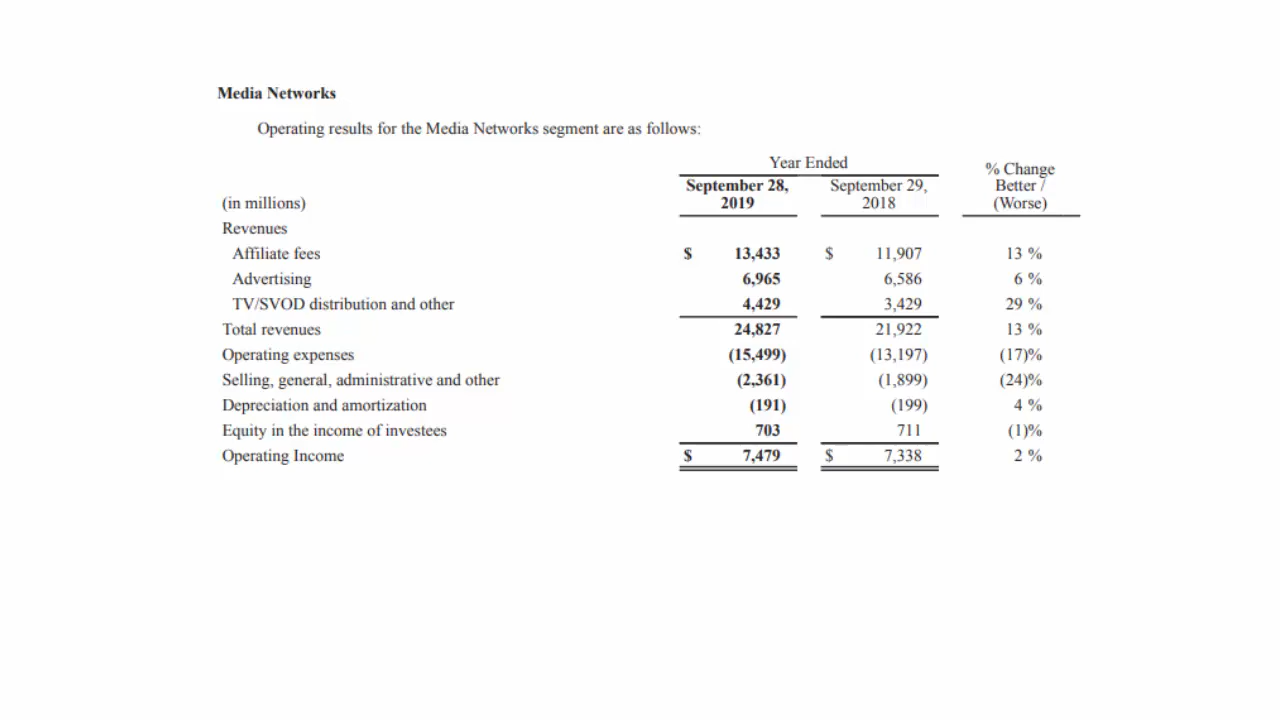 Media Networks
Operating results for the Media Networks segment are as follows:
Year Ended
% Change
September 28, September 29, Better /
(in millions) 2019 2018 (Worse)
Revenues
Affiliate fees $ 13,433 $ 11,907 13 %
Advertising 6,965 6,586 6 %
TV/SVOD distribution and other 4,429 3,429 29 %
Total revenues 24,827 21,922 13 %
Operating expenses (15,499) (13,197) (17)%
Selling, general, administrative and other (2,361) (1,899) (24)%
Depreciation and amortization (191) (199) 4 %
Equity in the income of investees 703 711 (1)%
Operating Income $ 7,479 $ 7,338 2 %